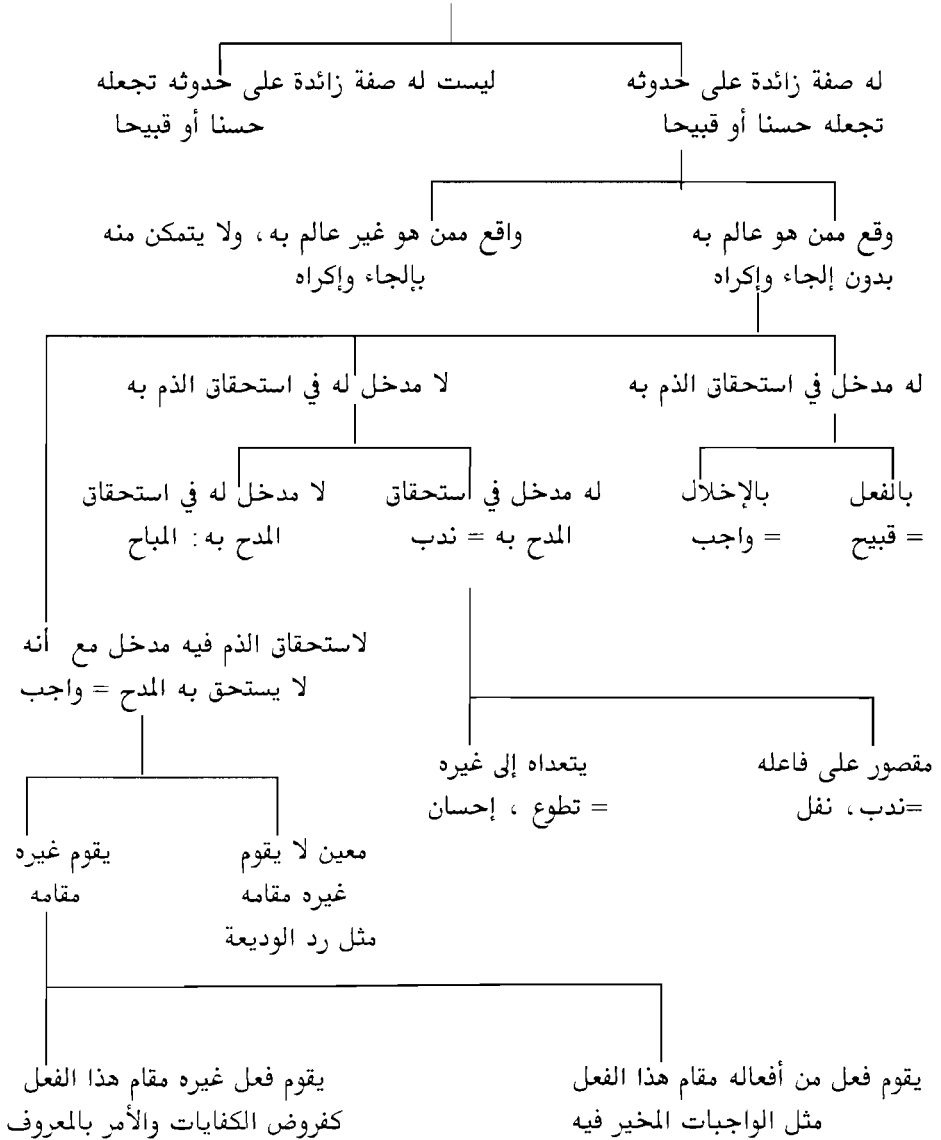 له صفة زائدة على حدوثه
تجعله حسنا أو قبيحا
ليست له صفة زائدة على حدوثه تجعله
حسنا أو قبيحا
وقع ممن هو عالم به
بدون إلجاء وإكراه
واقع ممن هو غير عالم به، ولا يتمكن منه
بإلجاء وإكراه
له مدخل في استحقاق الذم به
لا مدخل له في استحقاق الذم به
بالفعل
= قبيح
بالإخلال
= واجب
له مدخل في استحقاق
المدح به = ندب
لا مدخل له في استحقاق
المدح به: المباح
لاستحقاق الذم فيه مدخل مع أنه
لا يستحق به المدح = واجب
مقصور على فاعله
=ندب، نفل
يتعداه إلى غيره
= تطوع، إحسان
معين لا يقوم
غيره مقامه
مثل رد الوديعة
يقوم غيره
مقامه
يقوم فعل من أفعاله مقام هذا الفعل
مثل الواجبات المخير فيه
يقوم فعل غيره مقام هذا الفعل
كفروض الكفايات والأمر بالمعروف